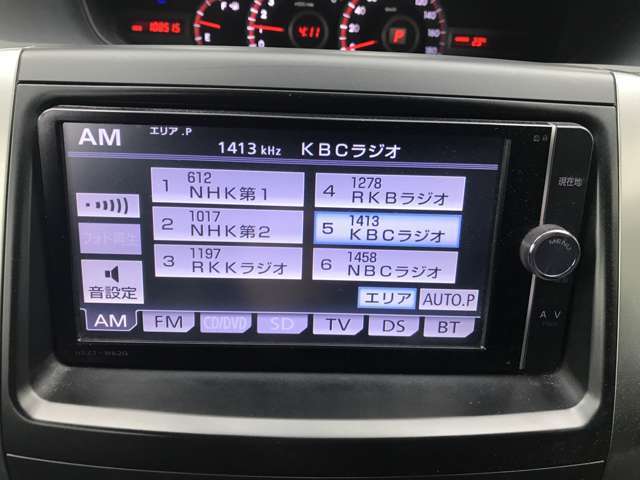 108515
F
E
4:11
P
23°
AM エリア.P
1413 kHz KBCラジオ
1 612 NHK第1
4 1278 RKBラジオ
2 1017 NHK第2
5 1413 KBCラジオ
3 1197 RKKラジオ
6 1458 NBCラジオ
フォト再生
音設定
エリア AUTO.P
AM FM CD/DVD SD TV DS BT
現在地
MENU
∧ ∨